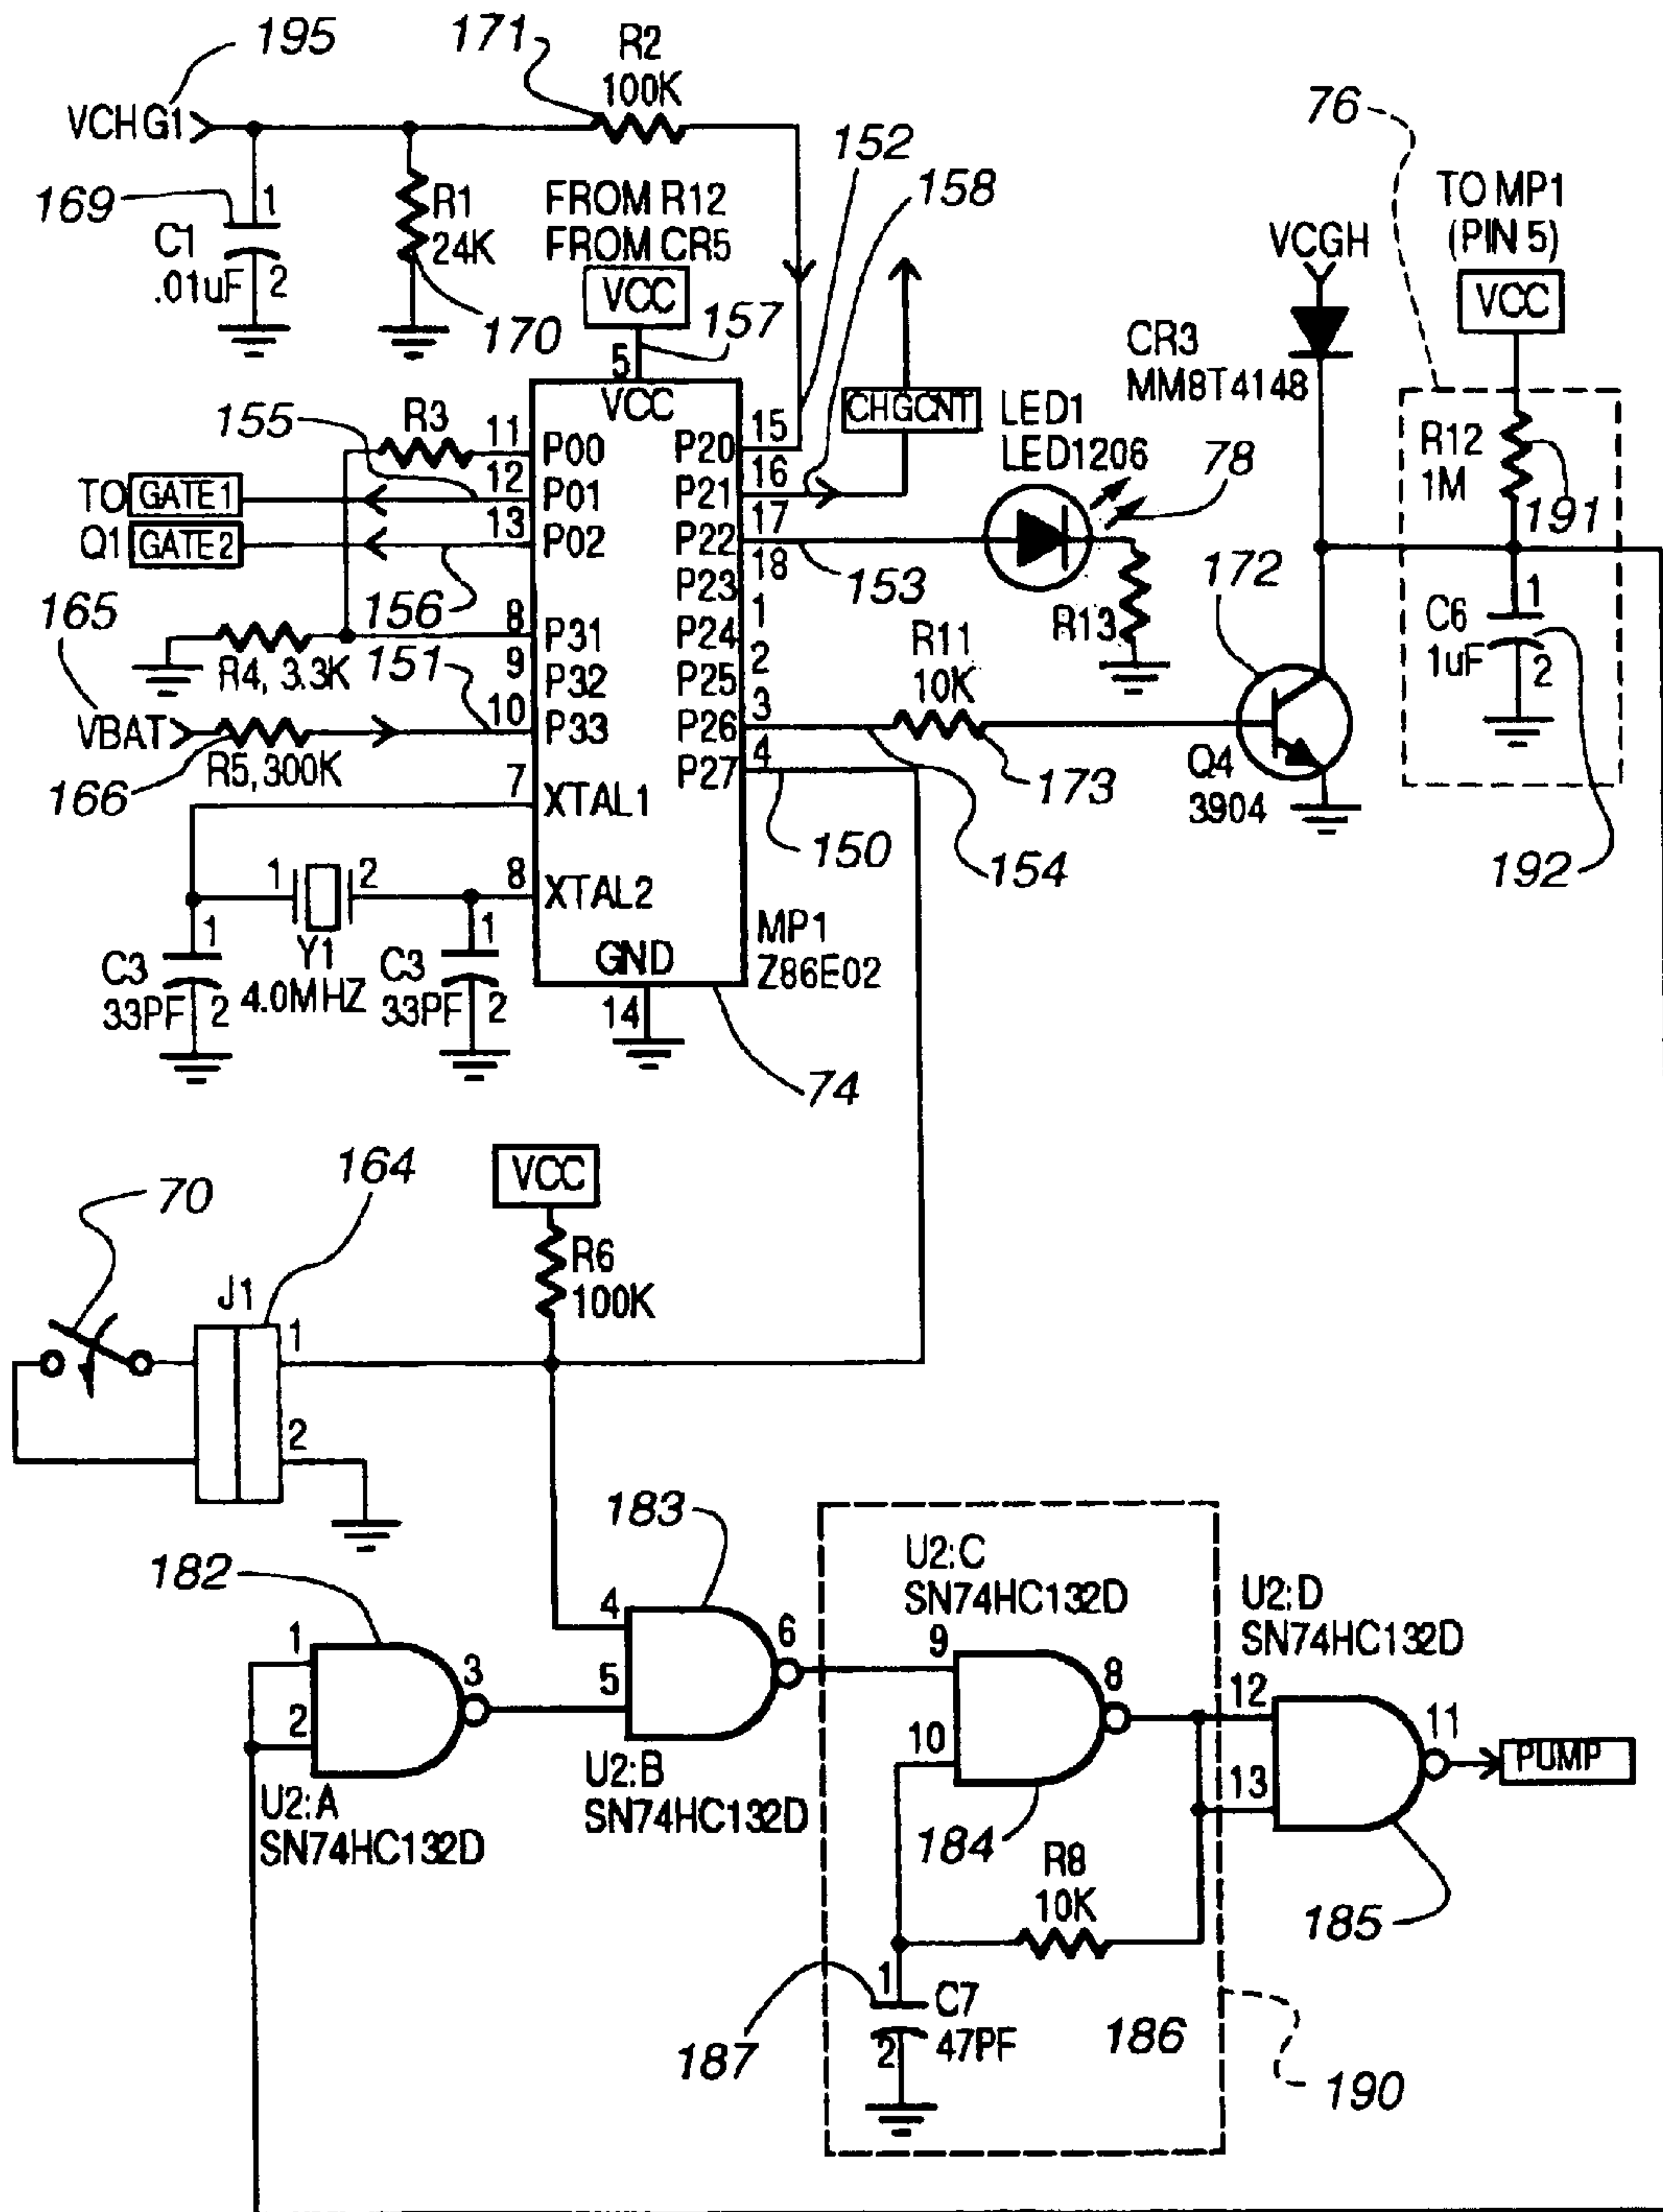 195
171
R2
100K
VCHG1
76
152
158
169
1
C1
.01uF
2
R1
24K
170
FROM R12
FROM CR5
VCC
157
5
VCGH
TO MP1
(PIN 5)
VCC
CR3
MM8T4148
155
R3
11
P00
VCC
P20
15
CHGCNT
LED1
LED1206
78
R12
1M
191
TO
GATE1
12
P01
P21
16
Q1
GATE2
13
P02
P22
17
153
P23
18
172
165
156
8
P31
P24
1
R13
C6
1uF
1
2
R4, 3.3K
151
9
P32
P25
2
R11
10K
VBAT
10
P33
P26
3
R5, 300K
166
P27
4
173
Q4
3904
7
XTAL1
150
154
192
1
2
8
XTAL2
1
Y1
4.0MHZ
1
C3
33PF
2
C3
33PF
2
GND
MP1
Z86E02
14
74
70
164
VCC
J1
R6
100K
1
2
182
183
U2:C
SN74HC132D
U2:D
SN74HC132D
1
2
3
4
5
6
9
10
8
12
13
11
PUMP
U2:A
SN74HC132D
U2:B
SN74HC132D
184
R8
10K
185
187
1
C7
47PF
2
186
190